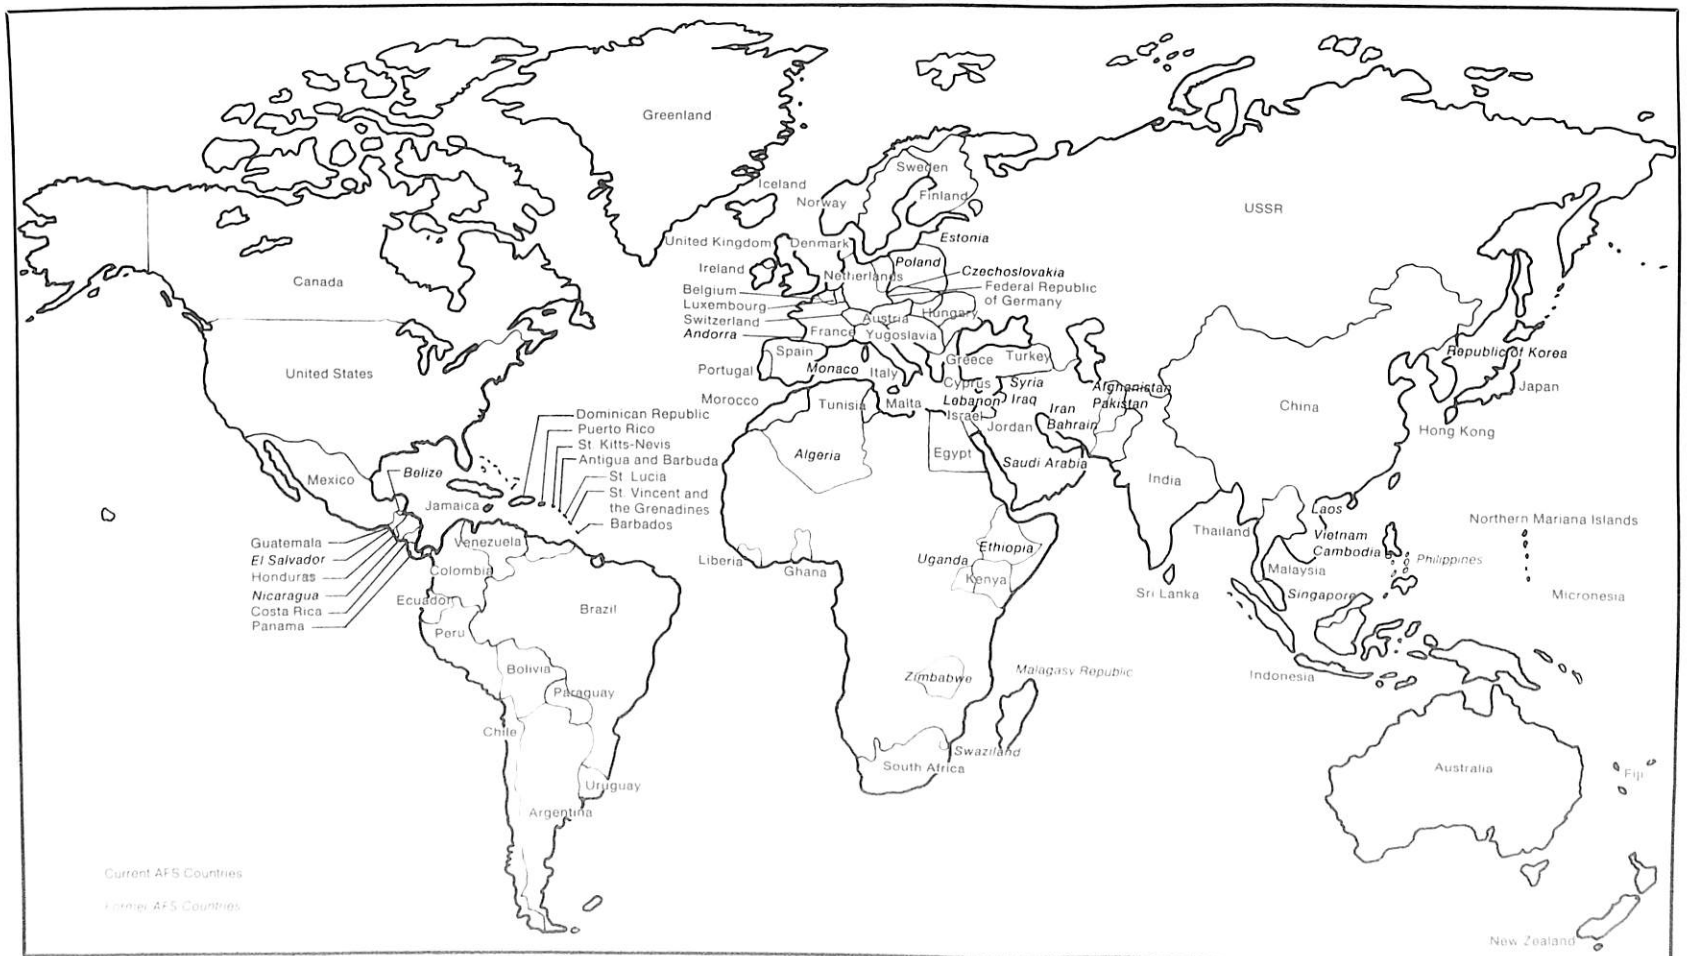 Greenland
Iceland
Norway
Sweden
Finland
USSR
United Kingdom
Denmark
Estonia
Ireland
Netherlands
Poland
Czechoslovakia
Federal Republic
of Germany
Belgium
Luxembourg
Switzerland
Andorra
Austria
Hungary
France
Yugoslavia
Spain
Monaco
Italy
Greece
Turkey
Portugal
Morocco
Tunisia
Malta
Cyprus
Syria
Lebanon
Iraq
Israel
Jordan
Iran
Bahrain
Afghanistan
Pakistan
Algeria
Egypt
Saudi Arabia
India
China
Republic of Korea
Japan
Hong Kong
Canada
United States
Mexico
Belize
Jamaica
Dominican Republic
Puerto Rico
St. Kitts-Nevis
Antigua and Barbuda
St. Lucia
St. Vincent and
the Grenadines
Barbados
Guatemala
El Salvador
Honduras
Nicaragua
Costa Rica
Panama
Venezuela
Colombia
Ecuador
Peru
Brazil
Bolivia
Paraguay
Chile
Uruguay
Argentina
Liberia
Ghana
Uganda
Ethiopia
Kenya
Zimbabwe
Malagasy Republic
Swaziland
South Africa
Sri Lanka
Thailand
Laos
Vietnam
Cambodia
Malaysia
Singapore
Philippines
Northern Mariana Islands
Micronesia
Indonesia
Australia
Fiji
New Zealand
Current AFS Countries
Former AFS Countries